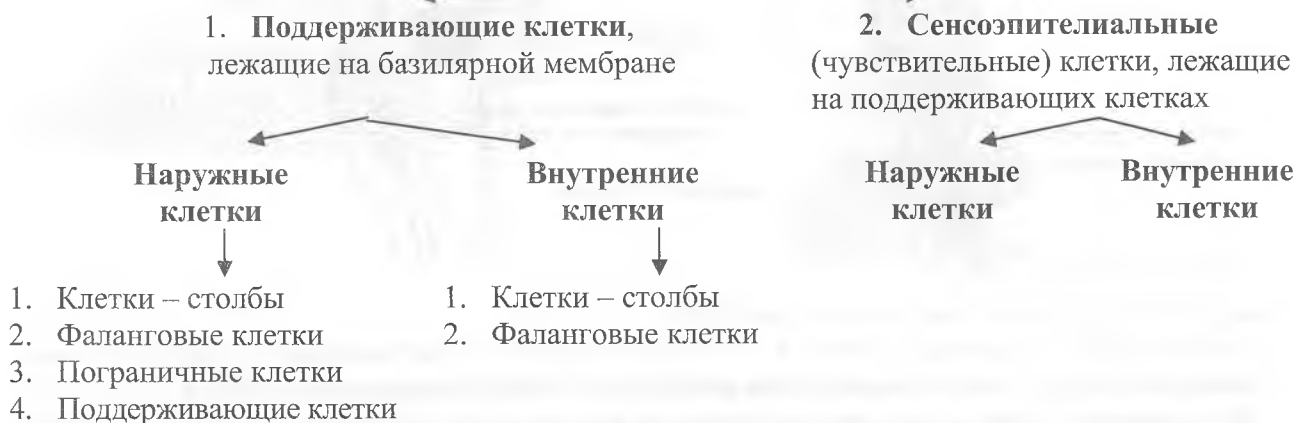 1. Поддерживающие клетки,
лежащие на базилярной мембране
2. Сенсоэпителиальные
(чувствительные) клетки, лежащие
на поддерживающих клетках
Наружные
клетки
Внутренние
клетки
Наружные
клетки
Внутренние
клетки
1. Клетки – столбы
2. Фаланговые клетки
3. Пограничные клетки
4. Поддерживающие клетки
1. Клетки – столбы
2. Фаланговые клетки